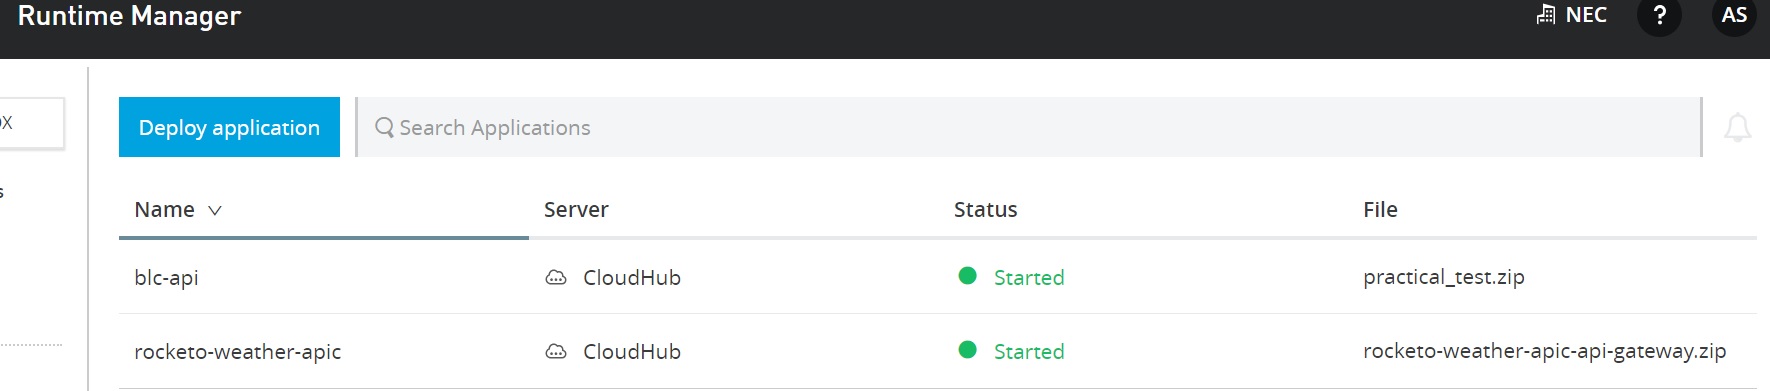 Runtime Manager
NEC
?
AS
Deploy application
Search Applications
Name Server Status File
blc-api CloudHub Started practical_test.zip
rocketo-weather-apic CloudHub Started rocketo-weather-apic-api-gateway.zip